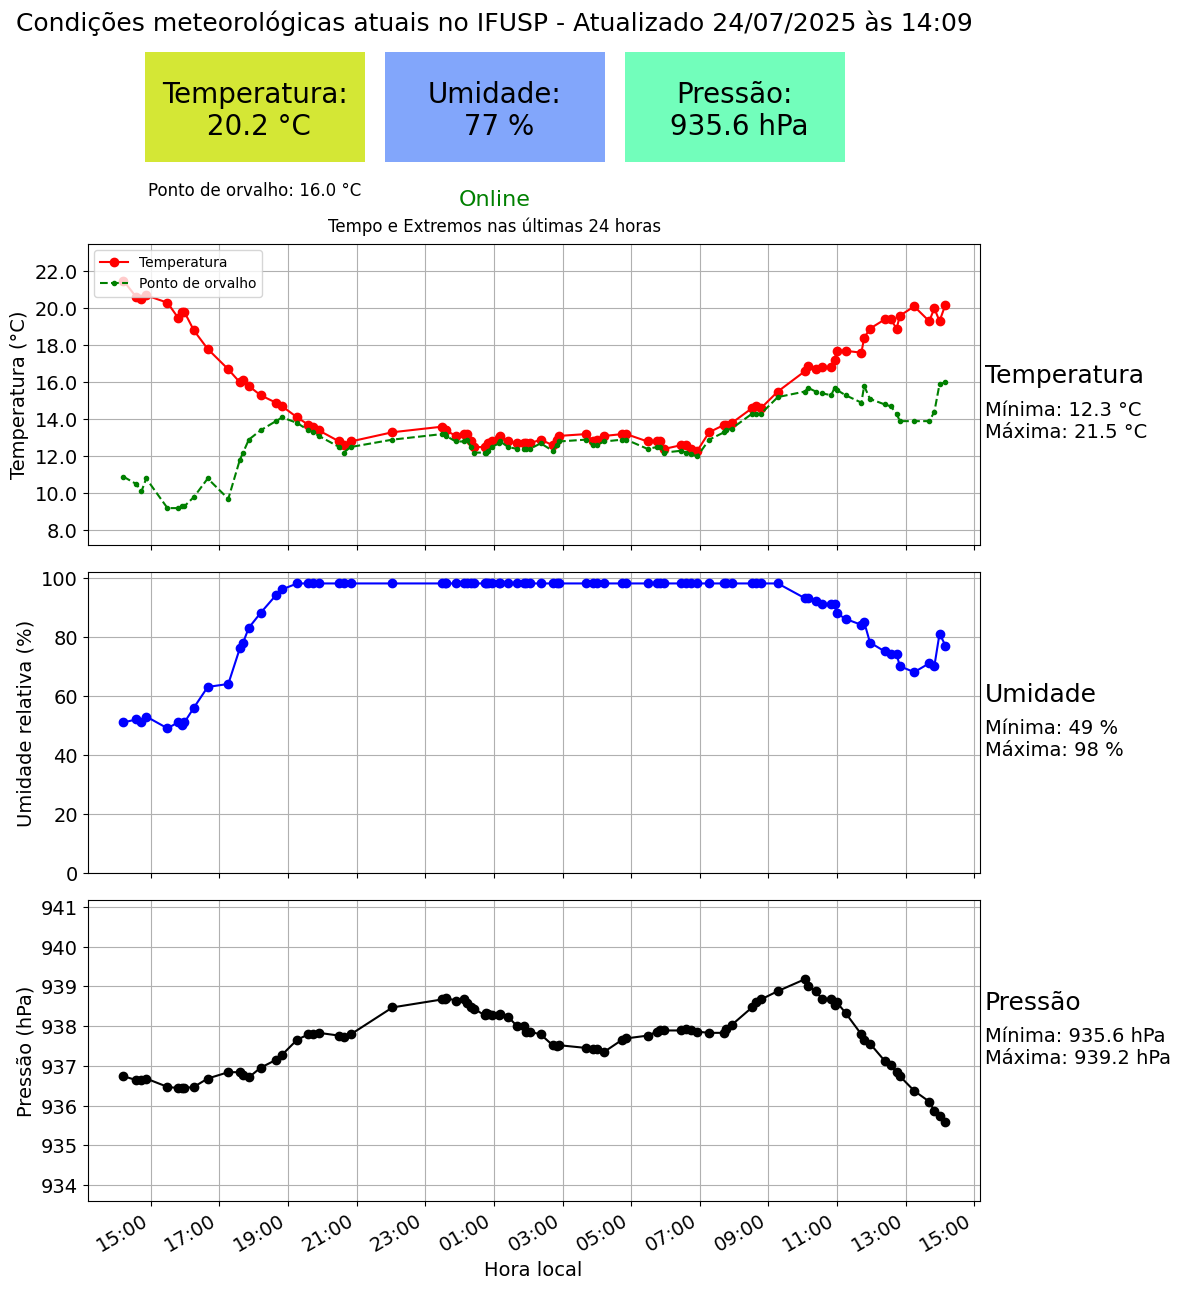 Condições meteorológicas atuais no IFUSP - Atualizado 24/07/2025 às 14:09
Temperatura:
20.2 °C
Umidade:
77 %
Pressão:
935.6 hPa
Ponto de orvalho: 16.0 °C
Online
Tempo e Extremos nas últimas 24 horas
Temperatura (°C)
22.0
20.0
18.0
16.0
14.0
12.0
10.0
8.0
Temperatura
Ponto de orvalho
Temperatura
Mínima: 12.3 °C
Máxima: 21.5 °C
Umidade relativa (%)
100
80
60
40
20
0
Umidade
Mínima: 49 %
Máxima: 98 %
Pressão (hPa)
941
940
939
938
937
936
935
934
Pressão
Mínima: 935.6 hPa
Máxima: 939.2 hPa
15:00 17:00 19:00 21:00 23:00 01:00 03:00 05:00 07:00 09:00 11:00 13:00 15:00
Hora local